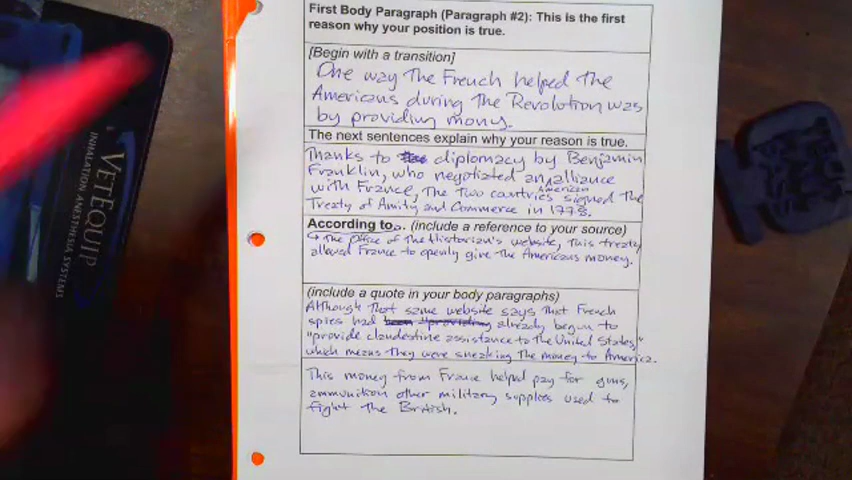 First Body Paragraph (Paragraph #2): This is the first
reason why your position is true.
[Begin with a transition]
One way the French helped the
Americans during the Revolution was
by providing mony.
The next sentences explain why your reason is true.
Thanks to diplomacy by Benjamin
Franklin, who negotiated an American alliance
with France, the two countries signed the
Treaty of Amity and Commerce in 1778.
According to... (include a reference to your source)
↳ The Office of the Historian's website, this treaty
allowed France to openly give the Americans money.
(include a quote in your body paragraphs)
Although that same website says that French
spies had been "providing already begun to
"provide clandestine assistance to the United States,"
which means they were sneaking the money to America.
This money from France helped pay for guns,
ammunition other military supplies used to
fight the British.
VETEQUIP
INHALATION ANESTHESIA SYSTEMS